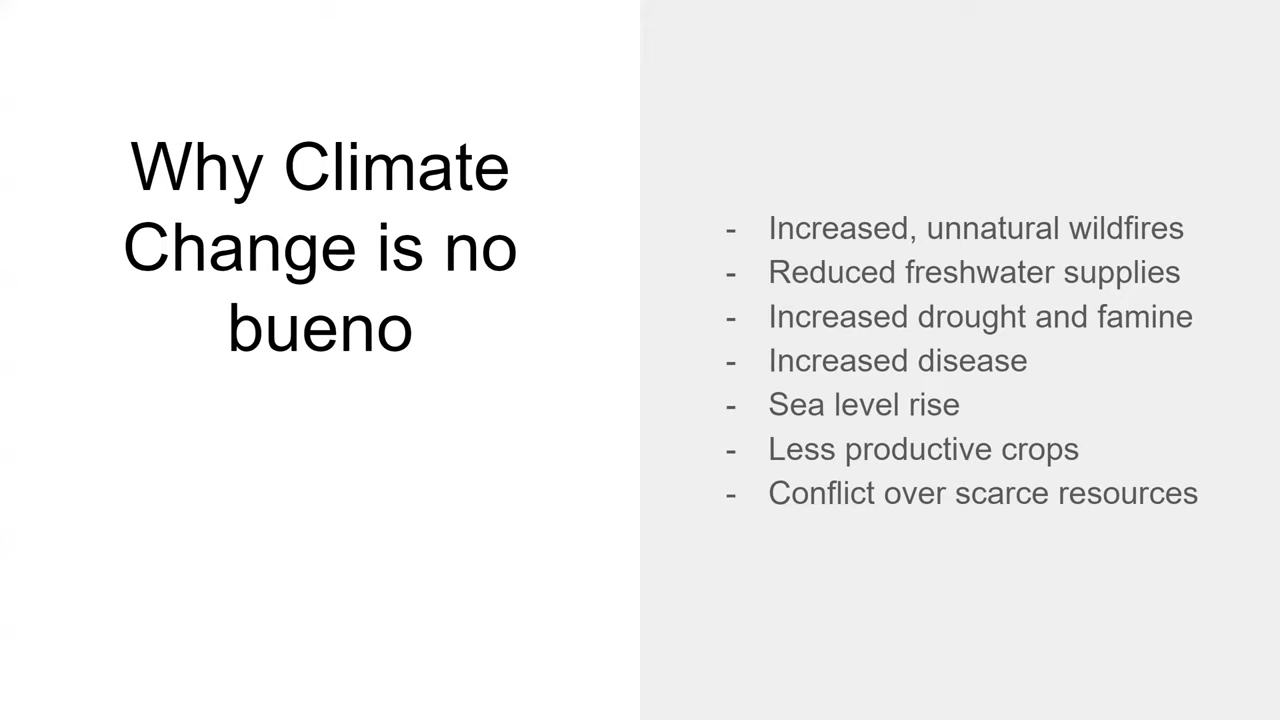 Why Climate
Change is no
bueno
- Increased, unnatural wildfires
- Reduced freshwater supplies
- Increased drought and famine
- Increased disease
- Sea level rise
- Less productive crops
- Conflict over scarce resources